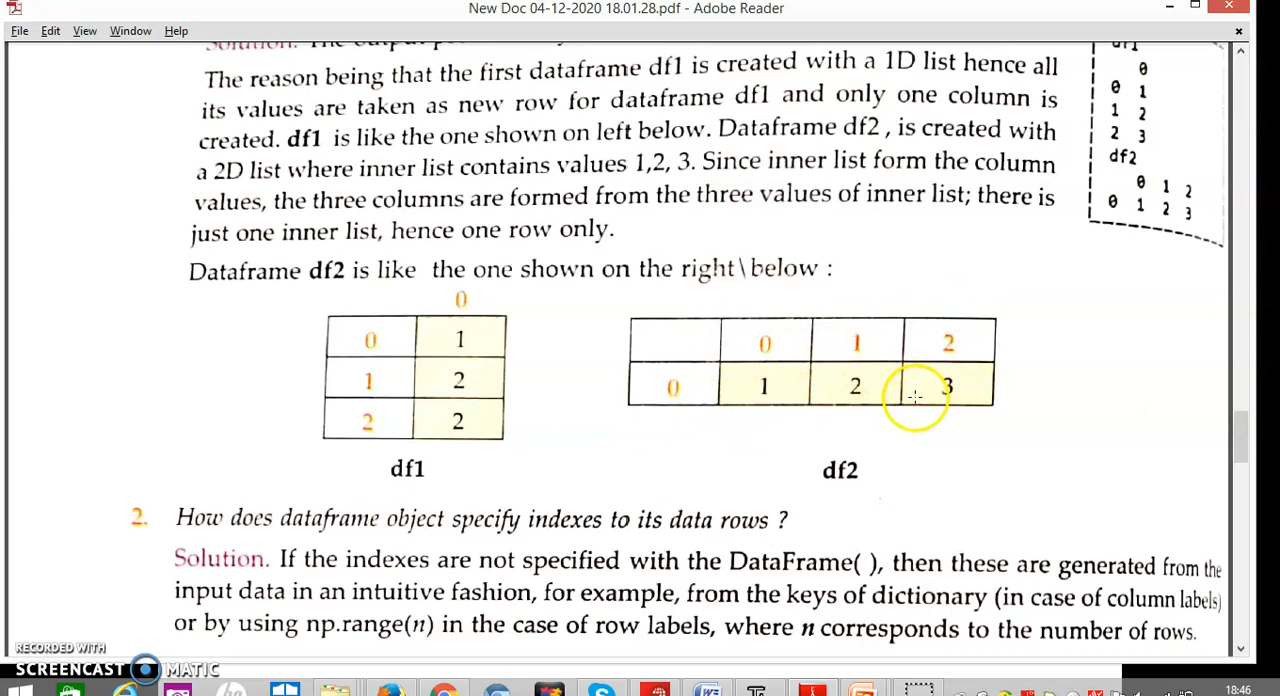 New Doc 04-12-2020 18.01.28.pdf - Adobe Reader
File Edit View Window Help
Solution. The output
The reason being that the first dataframe df1 is created with a 1D list hence all
its values are taken as new row for dataframe df1 and only one column is
created. df1 is like the one shown on left below. Dataframe df2 , is created with
a 2D list where inner list contains values 1,2, 3. Since inner list form the column
values, the three columns are formed from the three values of inner list; there is
just one inner list, hence one row only.
Dataframe df2 is like the one shown on the right\below :
df1
0
0 1
1 2
2 3
df2
0 1 2
0 1 2 3
0
0 1
1 2
2 2
df1
0 1 2
0 1 2 3
df2
2. How does dataframe object specify indexes to its data rows ?
Solution. If the indexes are not specified with the DataFrame( ), then these are generated from the
input data in an intuitive fashion, for example, from the keys of dictionary (in case of column labels)
or by using np.range(n) in the case of row labels, where n corresponds to the number of rows.
RECORDED WITH
SCREENCAST MATIC
18:46